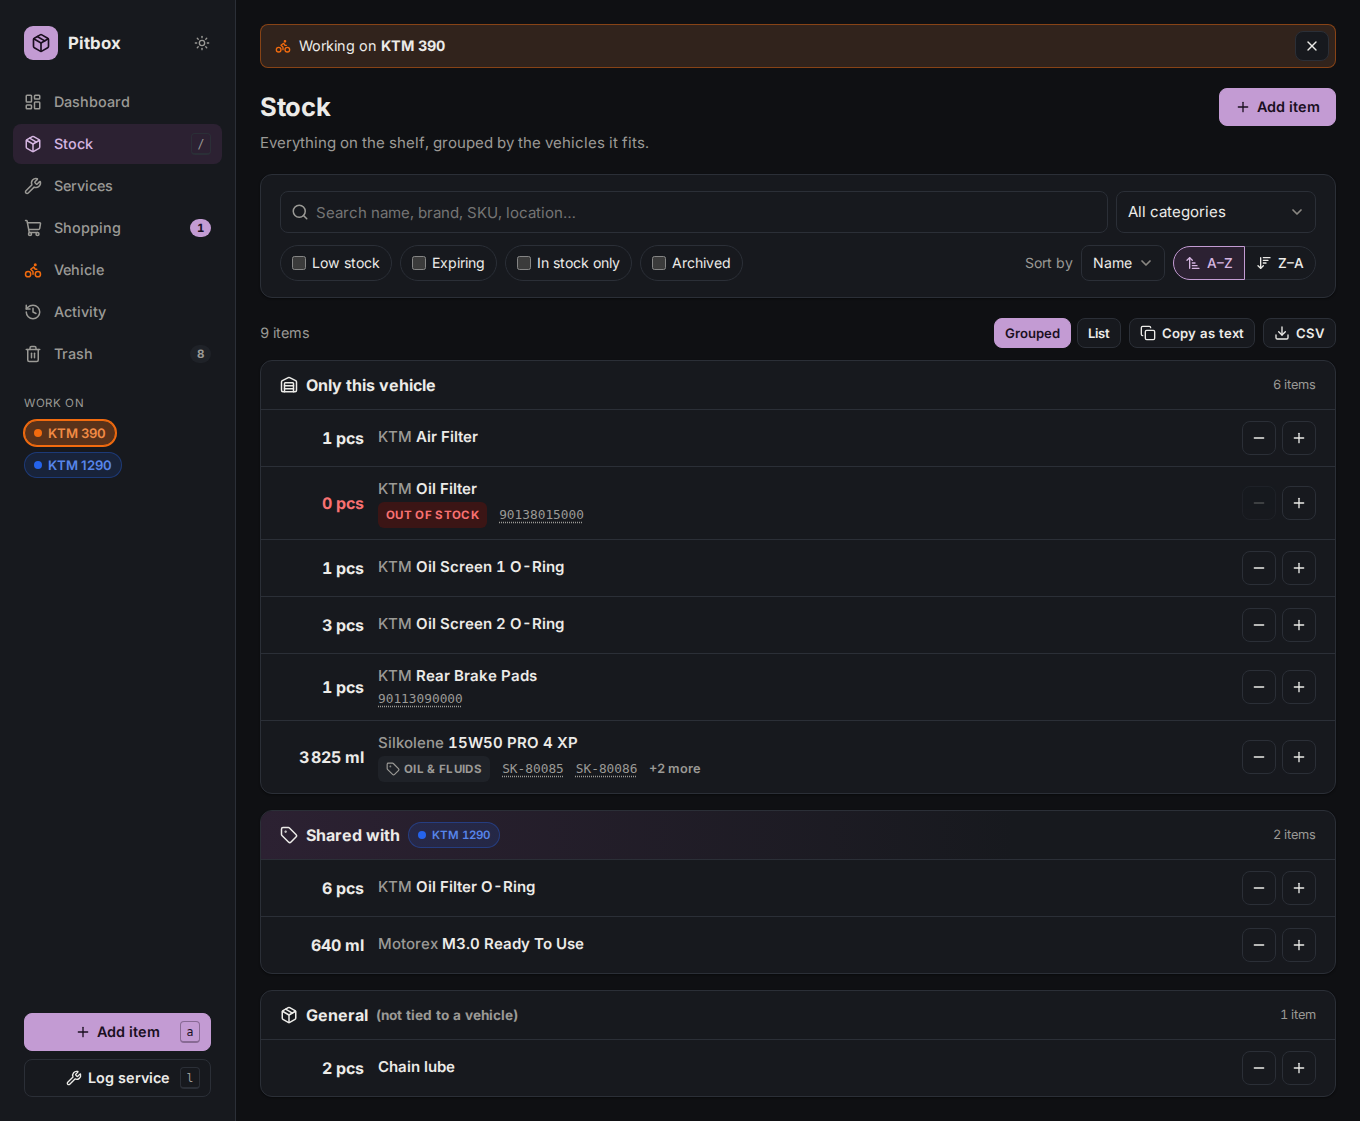 Pitbox
Dashboard
Stock /
Services
Shopping 1
Vehicle
Activity
Trash 8
WORK ON
KTM 390
KTM 1290
Add item a
Log service l
Working on KTM 390
Stock
Add item
Everything on the shelf, grouped by the vehicles it fits.
Search name, brand, SKU, location...
All categories
Low stock
Expiring
In stock only
Archived
Sort by
Name
A–Z
Z–A
9 items
Grouped
List
Copy as text
CSV
Only this vehicle
6 items
1 pcs
KTM Air Filter
0 pcs
KTM Oil Filter
OUT OF STOCK
90138015000
1 pcs
KTM Oil Screen 1 O-Ring
3 pcs
KTM Oil Screen 2 O-Ring
1 pcs
KTM Rear Brake Pads
90113090000
3 825 ml
Silkolene 15W50 PRO 4 XP
OIL & FLUIDS
SK-80085
SK-80086
+2 more
Shared with
KTM 1290
2 items
6 pcs
KTM Oil Filter O-Ring
640 ml
Motorex M3.0 Ready To Use
General (not tied to a vehicle)
1 item
2 pcs
Chain lube